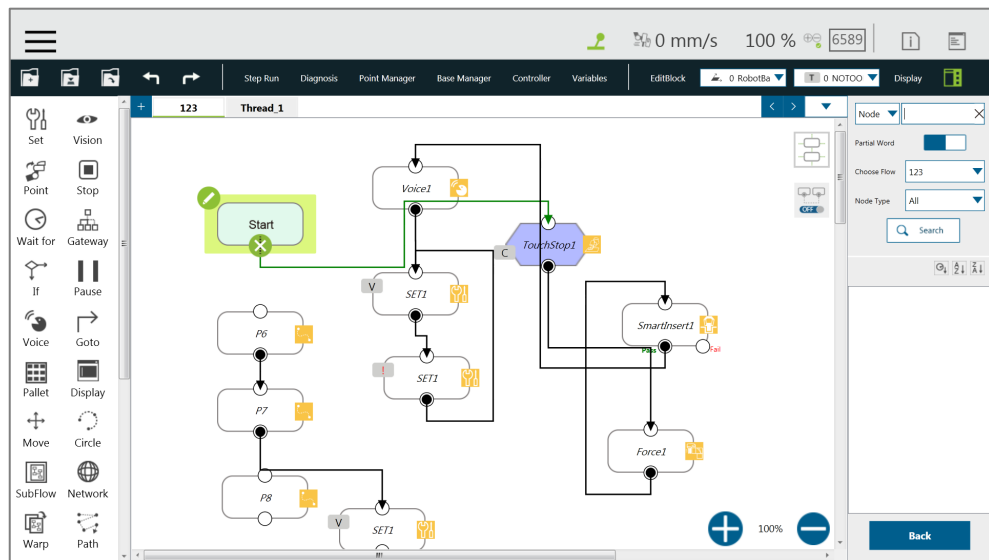 0 mm/s 100 % 6589
Step Run Diagnosis Point Manager Base Manager Controller Variables EditBlock 0 RobotBa T 0 NOTOO Display
+ 123 Thread_1 < >
Node
Set Vision
Partial Word
Point Stop
Choose Flow 123
Node Type All
Wait for Gateway
Search
If Pause
Voice Goto
Pallet Display
Move Circle
SubFlow Network
Warp Path
Voice1
OFF
Start
TouchStop1
C
V
SET1
SmartInsert1
Pass Fail
P6
!
SET1
P7
Force1
P8
V
SET1
100%
Back